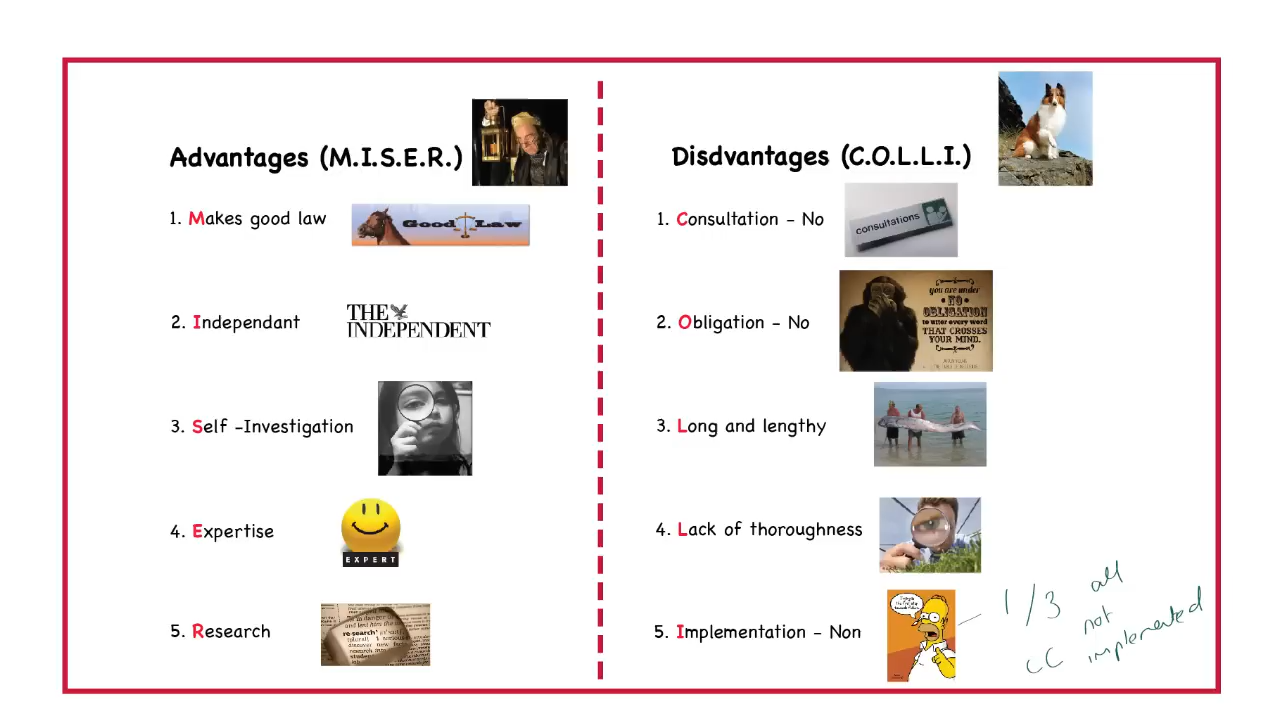 Advantages (M.I.S.E.R.)
1. Makes good law
Good Law
2. Independant
THE
INDEPENDENT
3. Self -Investigation
4. Expertise
EXPERT
5. Research
re·search
Disdvantages (C.O.L.L.I.)
1. Consultation - No
consultations
2. Obligation - No
you are under
NO
OBLIGATION
to utter every word
THAT CROSSES
YOUR MIND.
3. Long and lengthy
4. Lack of thoroughness
5. Implementation - Non
1/3 all
not
CC implemented